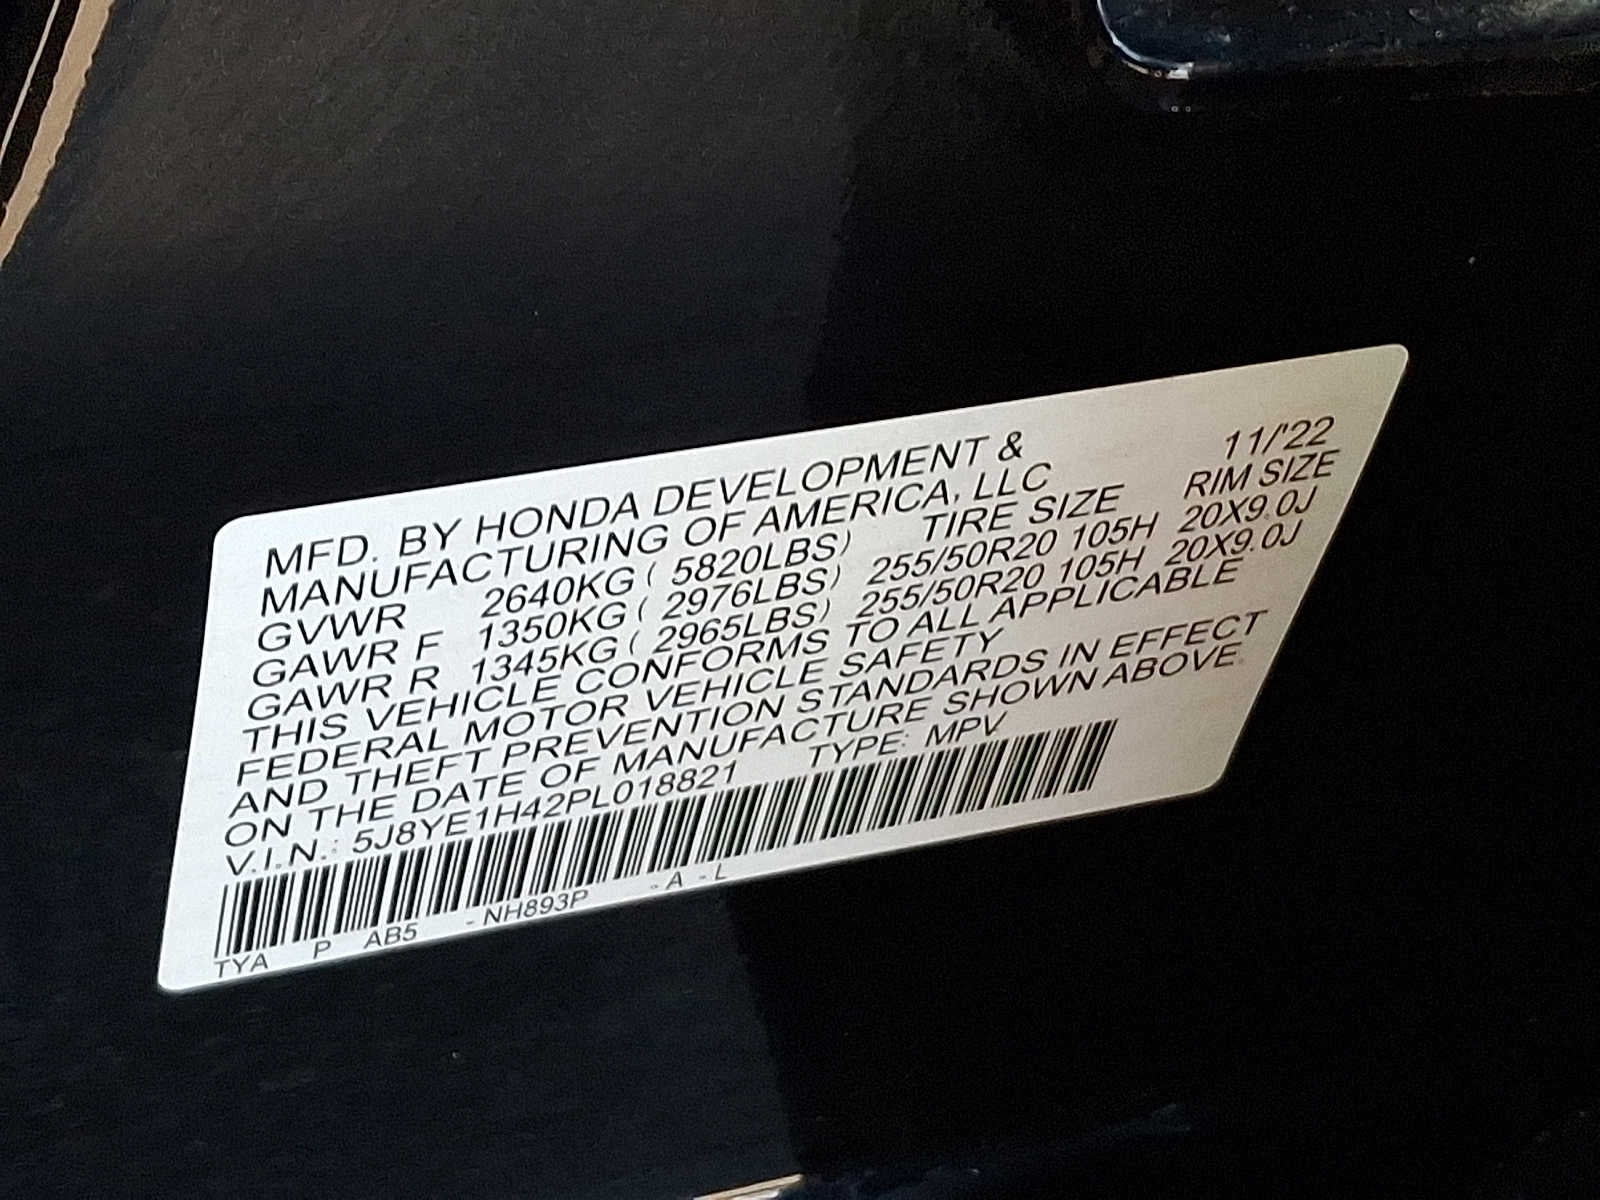 MFD. BY HONDA DEVELOPMENT & 11/'22
MANUFACTURING OF AMERICA, LLC RIM SIZE
GVWR 2640KG ( 5820LBS) TIRE SIZE
GAWR F 1350KG ( 2976LBS) 255/50R20 105H 20X9.0J
GAWR R 1345KG ( 2965LBS) 255/50R20 105H 20X9.0J
THIS VEHICLE CONFORMS TO ALL APPLICABLE
FEDERAL MOTOR VEHICLE SAFETY
AND THEFT PREVENTION STANDARDS IN EFFECT
ON THE DATE OF MANUFACTURE SHOWN ABOVE.
V.I.N.: 5J8YE1H42PL018821 TYPE: MPV
TYA P AB5 - NH893P - A - L